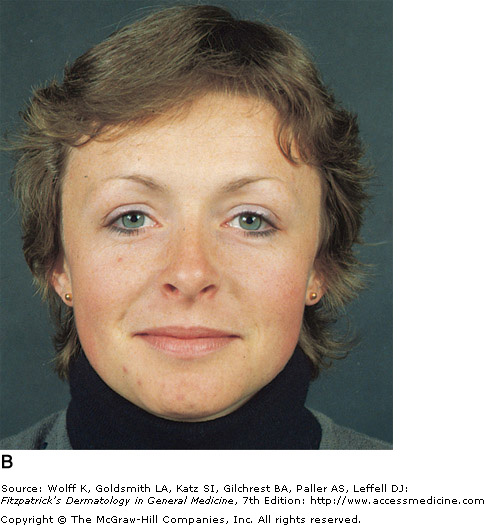 B
Source: Wolff K, Goldsmith LA, Katz SI, Gilchrest BA, Paller AS, Leffell DJ:
Fitzpatrick's Dermatology in General Medicine, 7th Edition: http://www.accessmedicine.com
Copyright © The McGraw-Hill Companies, Inc. All rights reserved.